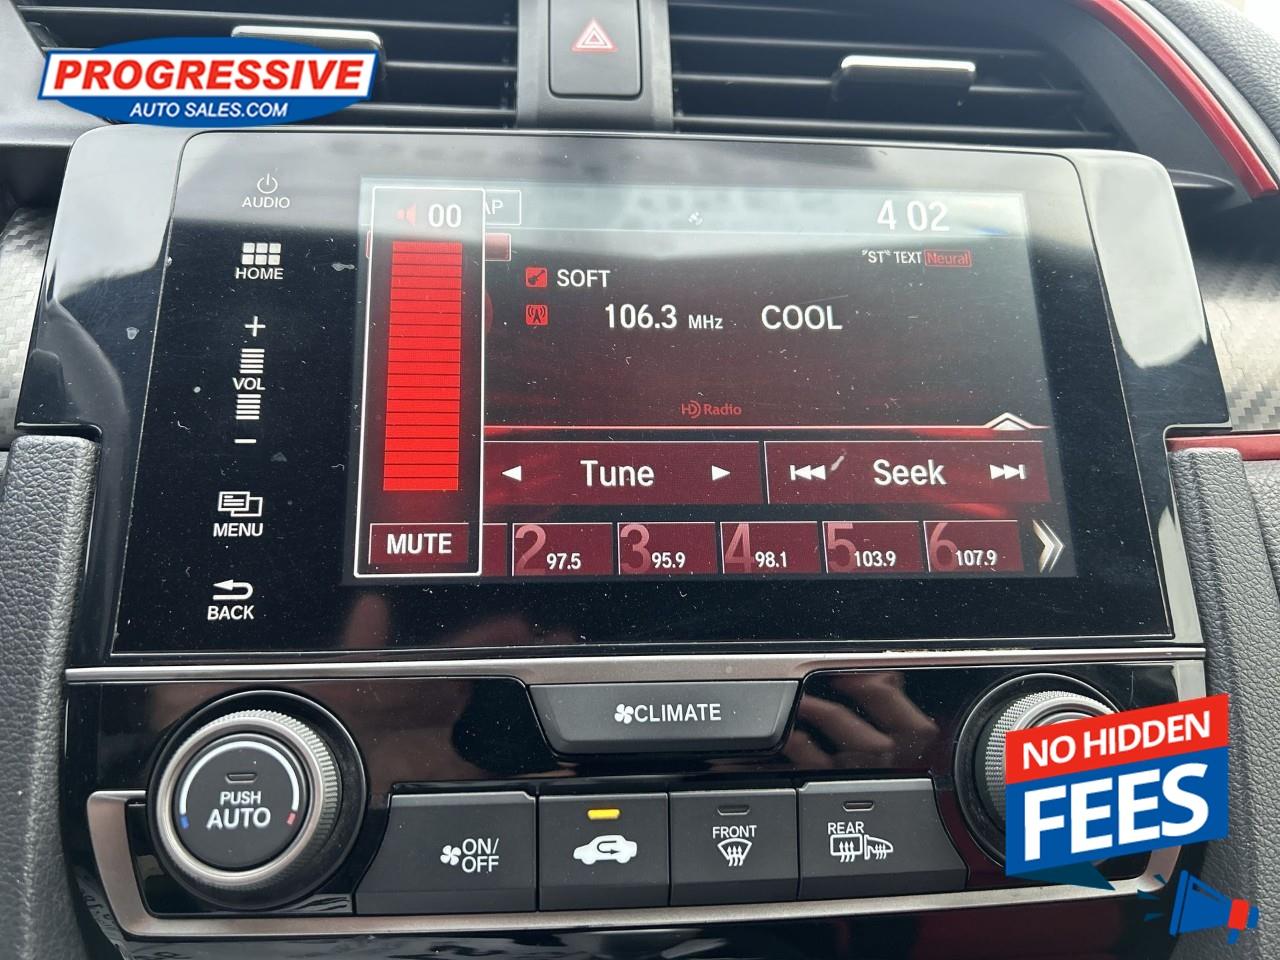 PROGRESSIVE
AUTO SALES.COM
AUDIO
HOME
+
VOL
−
MENU
BACK
00
AP
4 02
"ST" TEXT Neural
SOFT
106.3 MHz COOL
HD Radio
Tune
Seek
MUTE
2 97.5
3 95.9
4 98.1
5 103.9
6 107.9
CLIMATE
PUSH
AUTO
ON/
OFF
FRONT
REAR
NO HIDDEN
FEES